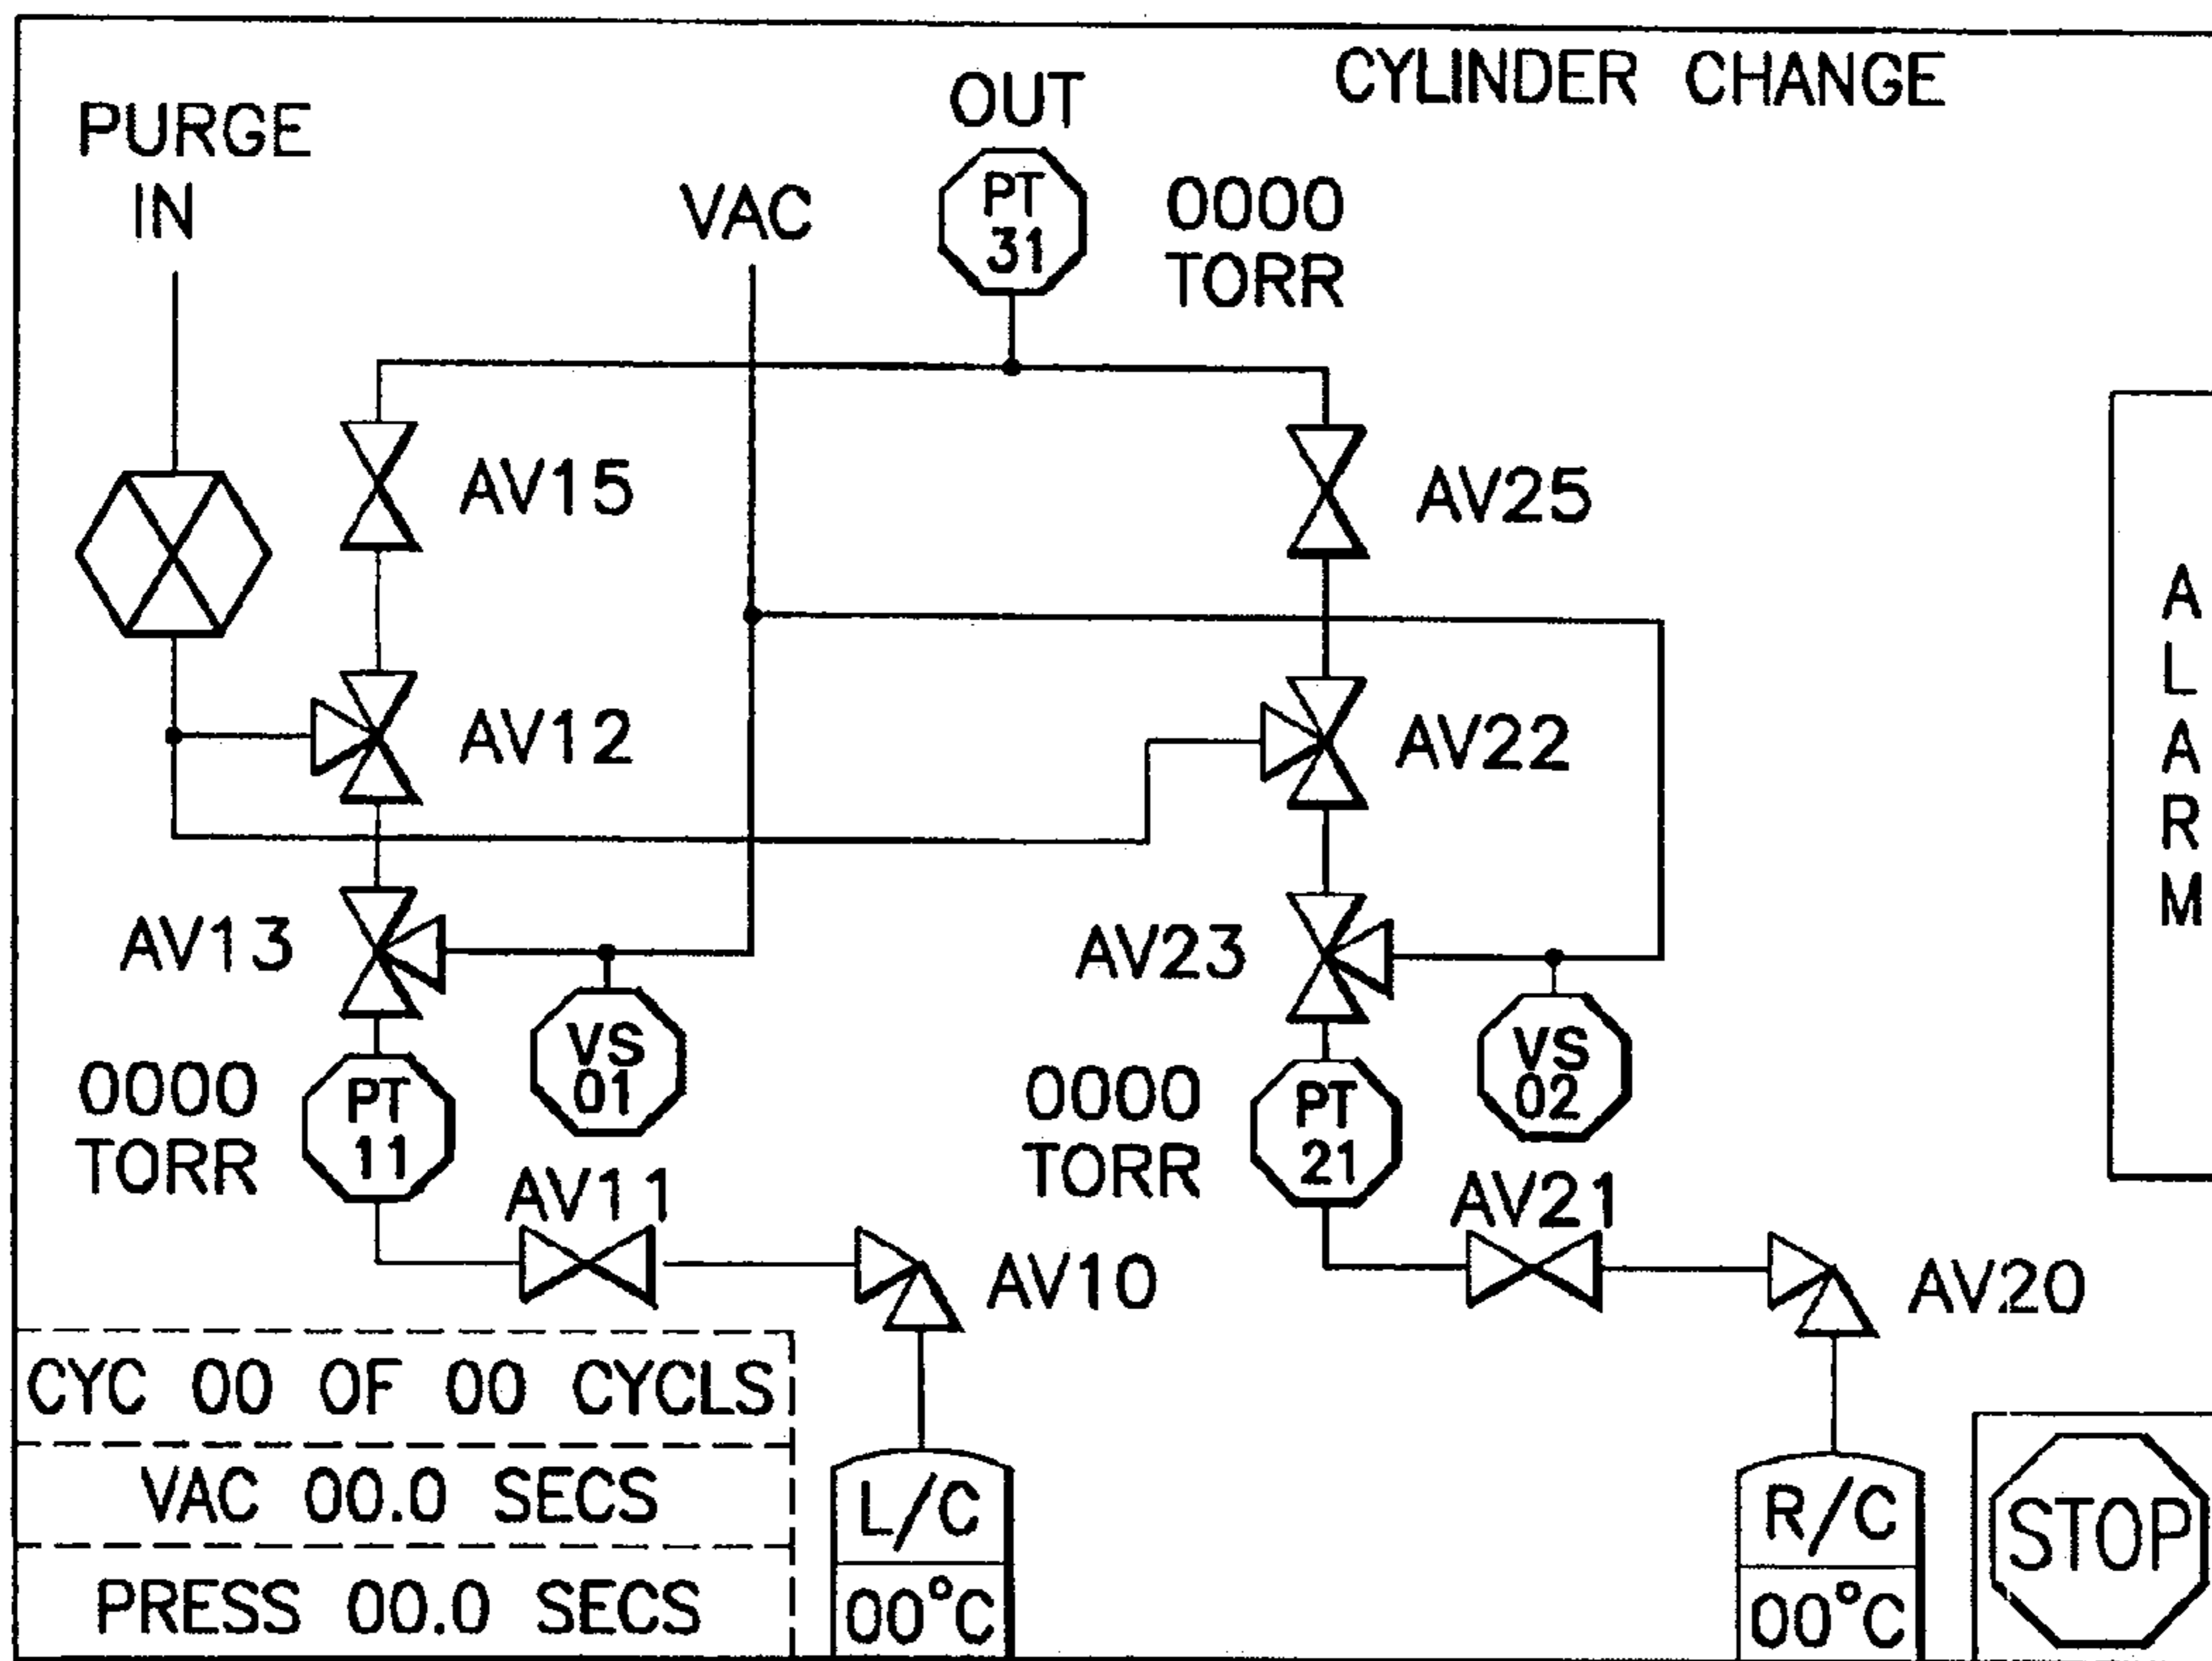 CYLINDER CHANGE
PURGE
IN
VAC
OUT
PT
31
0000
TORR
AV15
AV25
AV12
AV22
AV13
AV23
VS
01
VS
02
0000
TORR
PT
11
0000
TORR
PT
21
AV11
AV21
AV10
AV20
A
L
A
R
M
CYC 00 OF 00 CYCLS
VAC 00.0 SECS
PRESS 00.0 SECS
L/C
00°C
R/C
00°C
STOP